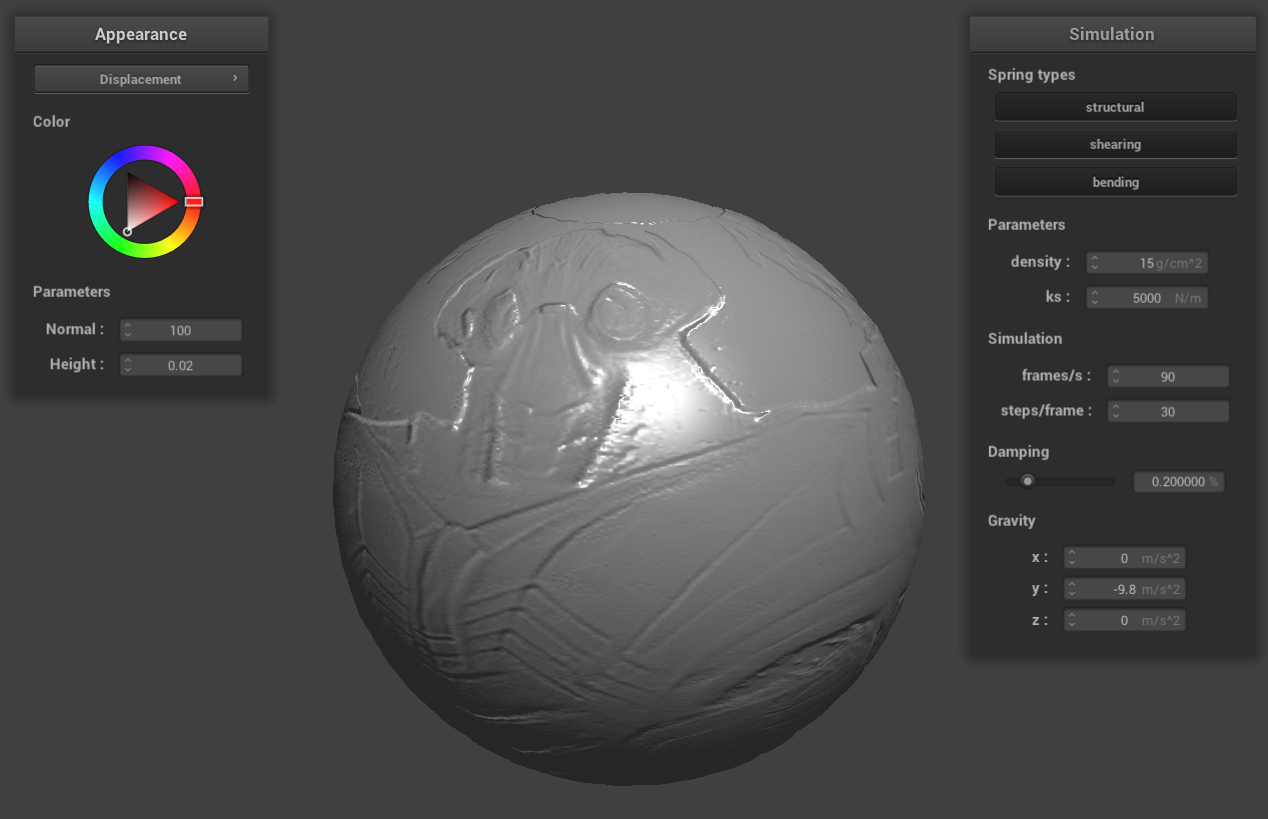 Appearance
Displacement
Color
Parameters
Normal : 100
Height : 0.02
Simulation
Spring types
structural
shearing
bending
Parameters
density : 15 g/cm^2
ks : 5000 N/m
Simulation
frames/s : 90
steps/frame : 30
Damping
0.200000 %
Gravity
x : 0 m/s^2
y : -9.8 m/s^2
z : 0 m/s^2